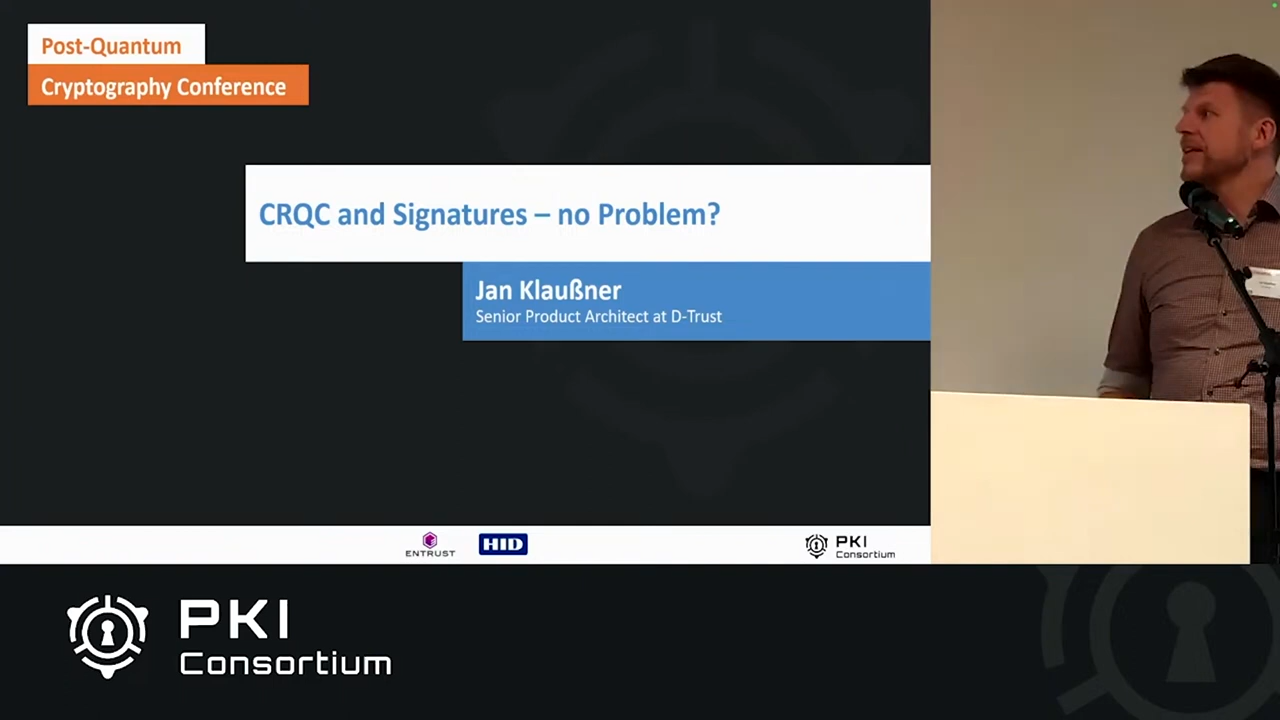 Post-Quantum
Cryptography Conference
CRQC and Signatures – no Problem?
Jan Klaußner
Senior Product Architect at D-Trust
ENTRUST
HID
PKI
Consortium
PKI
Consortium